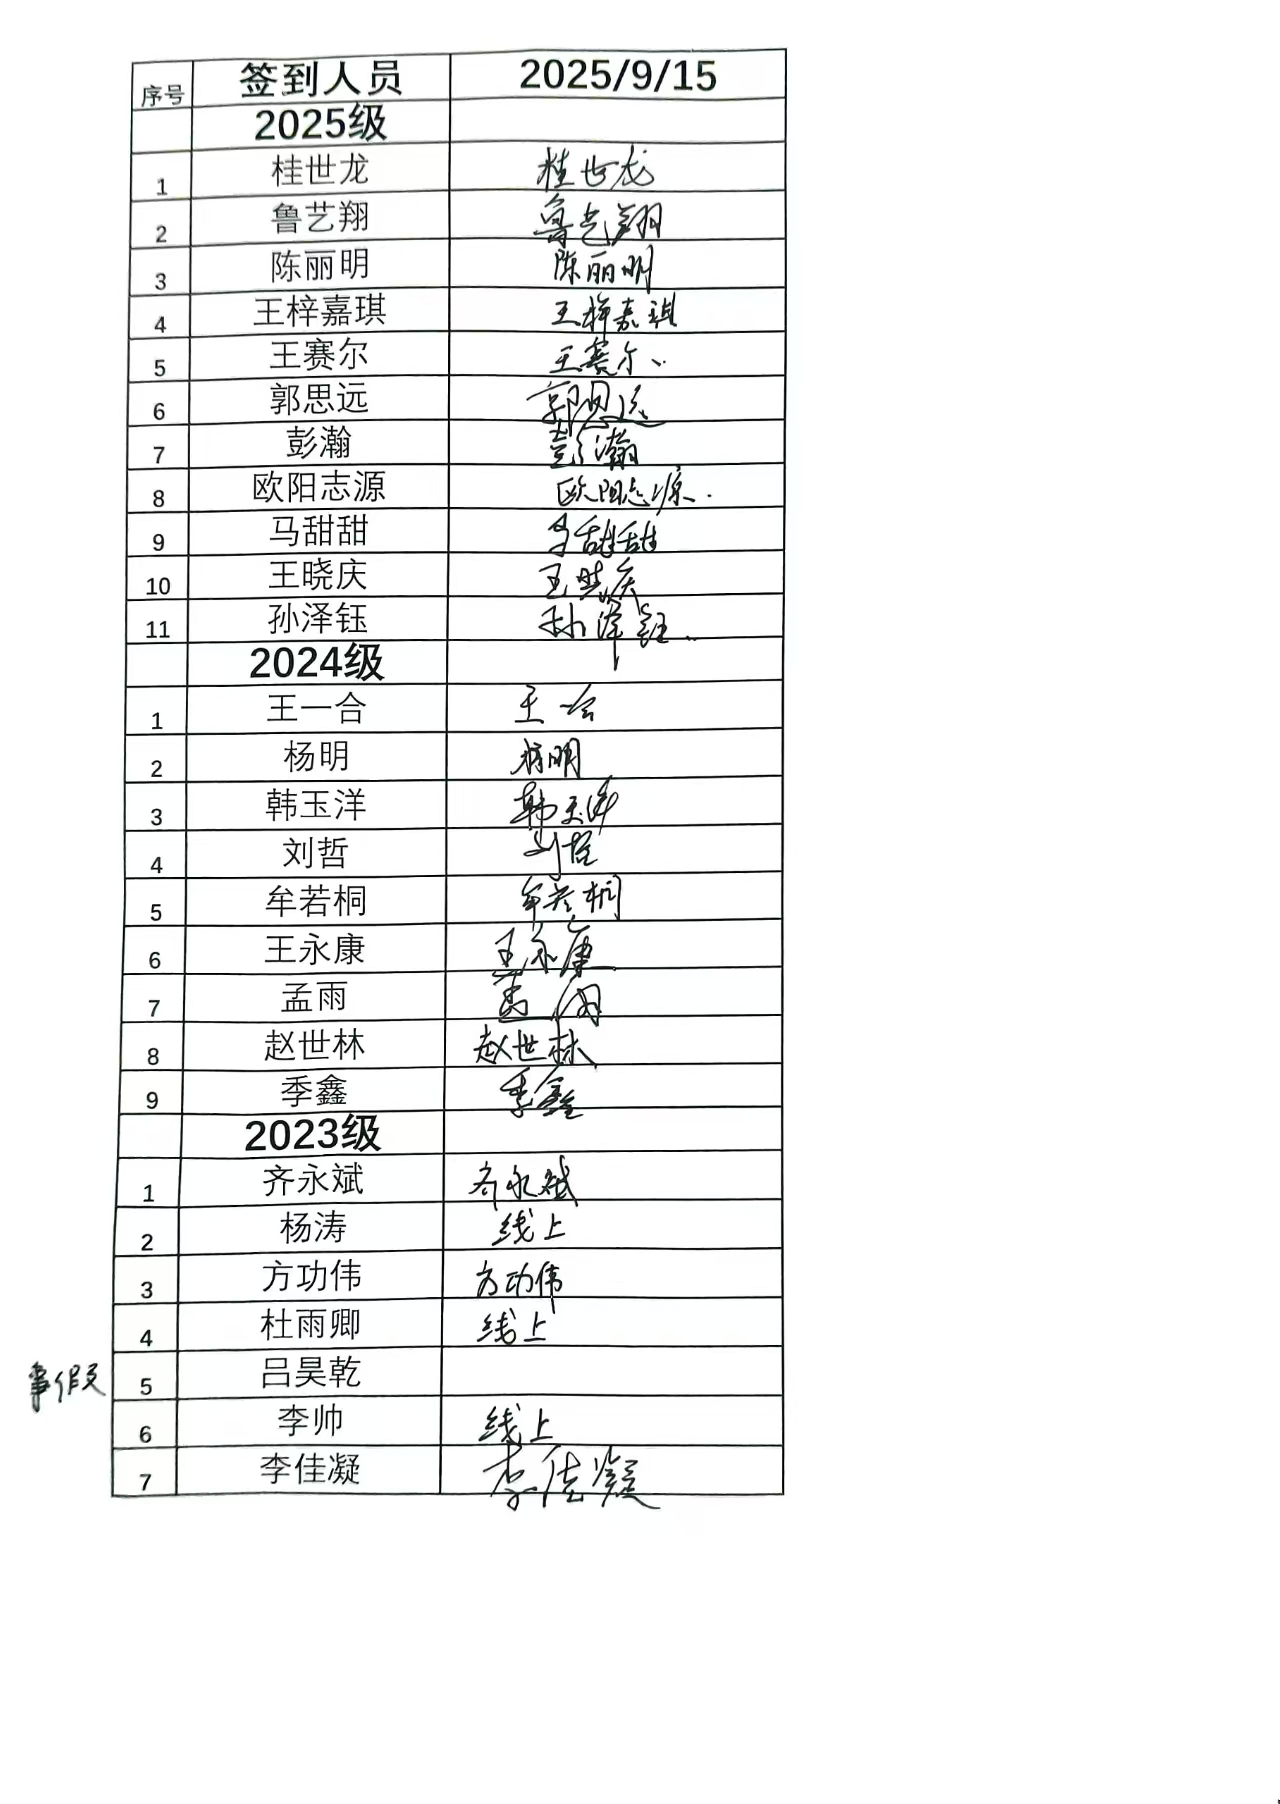 序号 签到人员 2025/9/15
2025级
1 桂世龙 桂世龙
2 鲁艺翔 鲁艺翔
3 陈丽明 陈丽明
4 王梓嘉琪 王梓嘉琪
5 王赛尔 王赛尔
6 郭思远 郭思远
7 彭瀚 彭瀚
8 欧阳志源 欧阳志源.
9 马甜甜 马甜甜
10 王晓庆 王晓庆
11 孙泽钰 孙泽钰.
2024级
1 王一合 王一合
2 杨明 杨明
3 韩玉洋 韩玉洋
4 刘哲 刘哲
5 牟若桐 牟若桐
6 王永康 王永康
7 孟雨 孟雨
8 赵世林 赵世林
9 季鑫 季鑫
2023级
1 齐永斌 齐永斌
2 杨涛 线上
3 方功伟 方功伟
4 杜雨卿 线上
事假 5 吕昊乾
6 李帅 线上
7 李佳凝 李佳凝